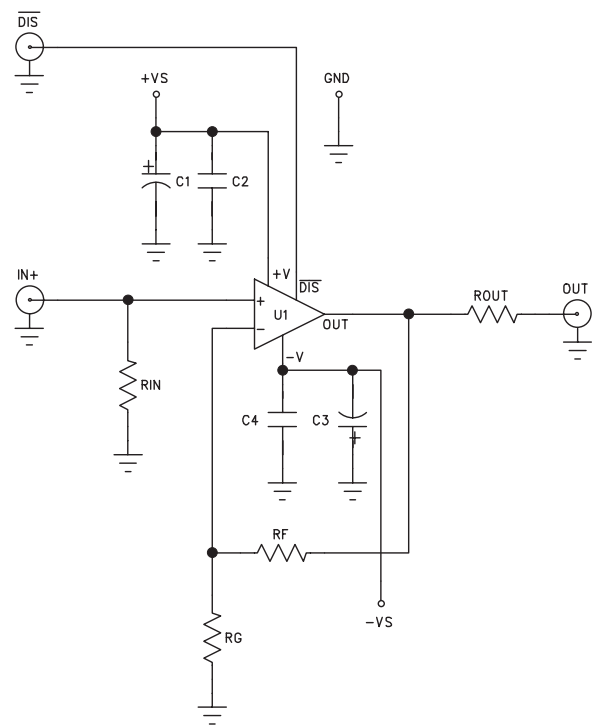 DIS
+VS
GND
+
C1
C2
IN+
+V
DIS
+
U1
−
OUT
−V
ROUT
OUT
RIN
C4
C3
+
RF
−VS
RG